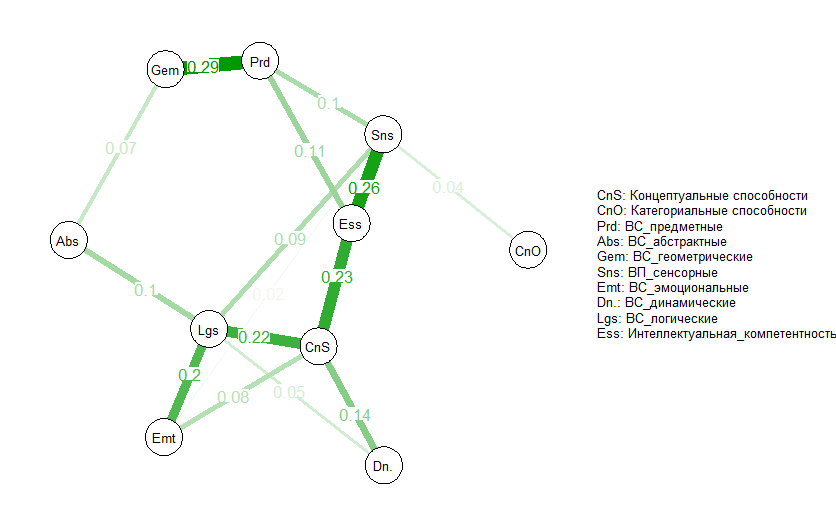 Gem
0.29
Prd
0.1
Sns
0.07
0.11
0.26
0.04
Abs
Ess
CnO
0.09
0.1
0.02
0.23
Lgs
0.22
CnS
0.2
0.08
0.05
0.14
Emt
Dn.
CnS: Концептуальные способности
CnO: Категориальные способности
Prd: ВС_предметные
Abs: ВС_абстрактные
Gem: ВС_геометрические
Sns: ВП_сенсорные
Emt: ВС_эмоциональные
Dn.: ВС_динамические
Lgs: ВС_логические
Ess: Интеллектуальная_компетентность